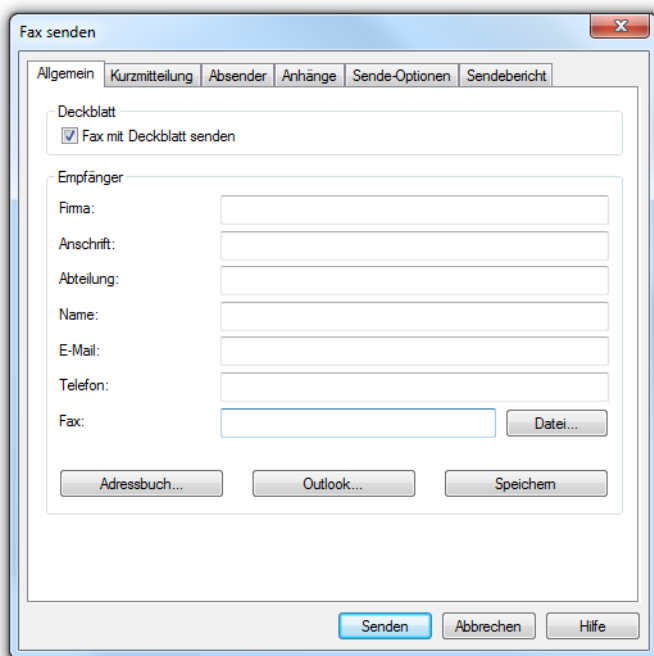 Fax senden
Allgemein Kurzmitteilung Absender Anhänge Sende-Optionen Sendebericht
Deckblatt
Fax mit Deckblatt senden
Empfänger
Firma:
Anschrift:
Abteilung:
Name:
E-Mail:
Telefon:
Fax: Datei...
Adressbuch... Outlook... Speichern
Senden Abbrechen Hilfe